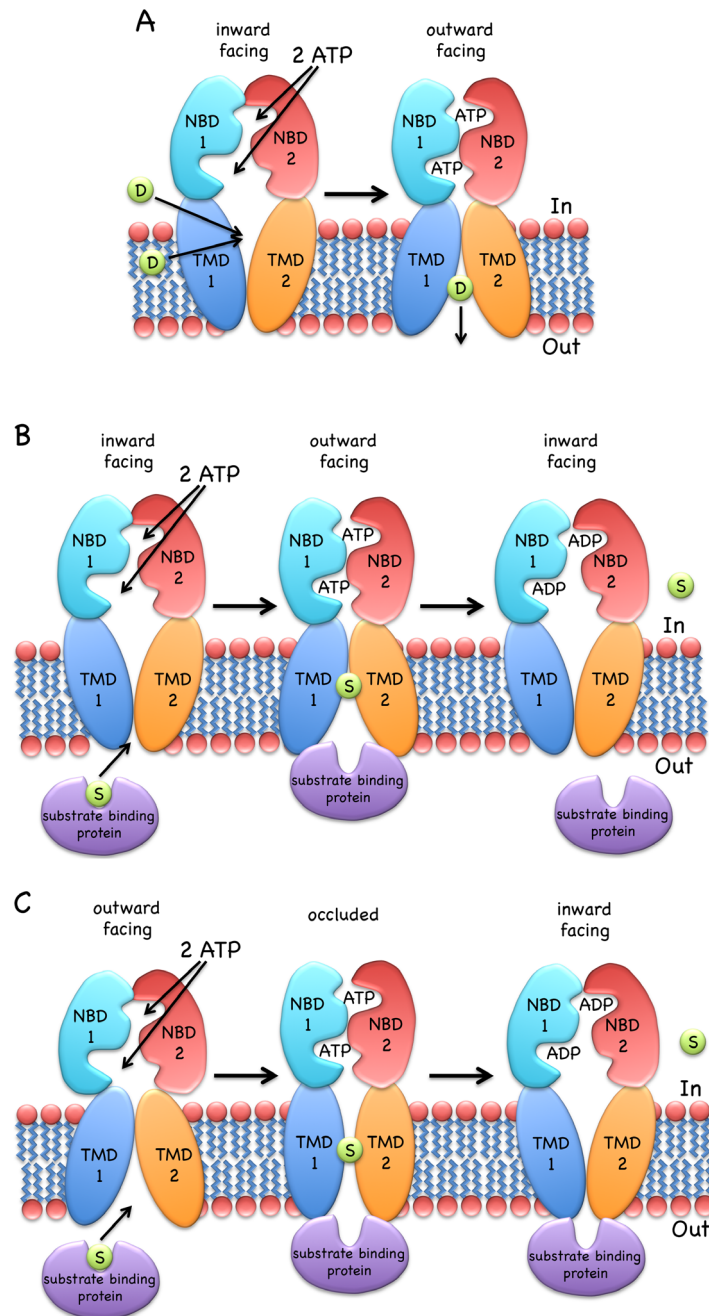 A
inward
facing
outward
facing
2 ATP
NBD
1
NBD
2
NBD
1
ATP
NBD
2
ATP
D
D
In
TMD
1
TMD
2
TMD
1
TMD
2
D
Out
B
inward
facing
outward
facing
inward
facing
2 ATP
NBD
1
NBD
2
NBD
1
ATP
NBD
2
ATP
NBD
1
ADP
NBD
2
ADP
S
In
TMD
1
TMD
2
TMD
1
S
TMD
2
TMD
1
TMD
2
Out
S
substrate binding
protein
substrate binding
protein
substrate binding
protein
C
outward
facing
occluded
inward
facing
2 ATP
NBD
1
NBD
2
NBD
1
ATP
NBD
2
ATP
NBD
1
ADP
NBD
2
ADP
S
In
TMD
1
TMD
2
TMD
1
S
TMD
2
TMD
1
TMD
2
Out
S
substrate binding
protein
substrate binding
protein
substrate binding
protein